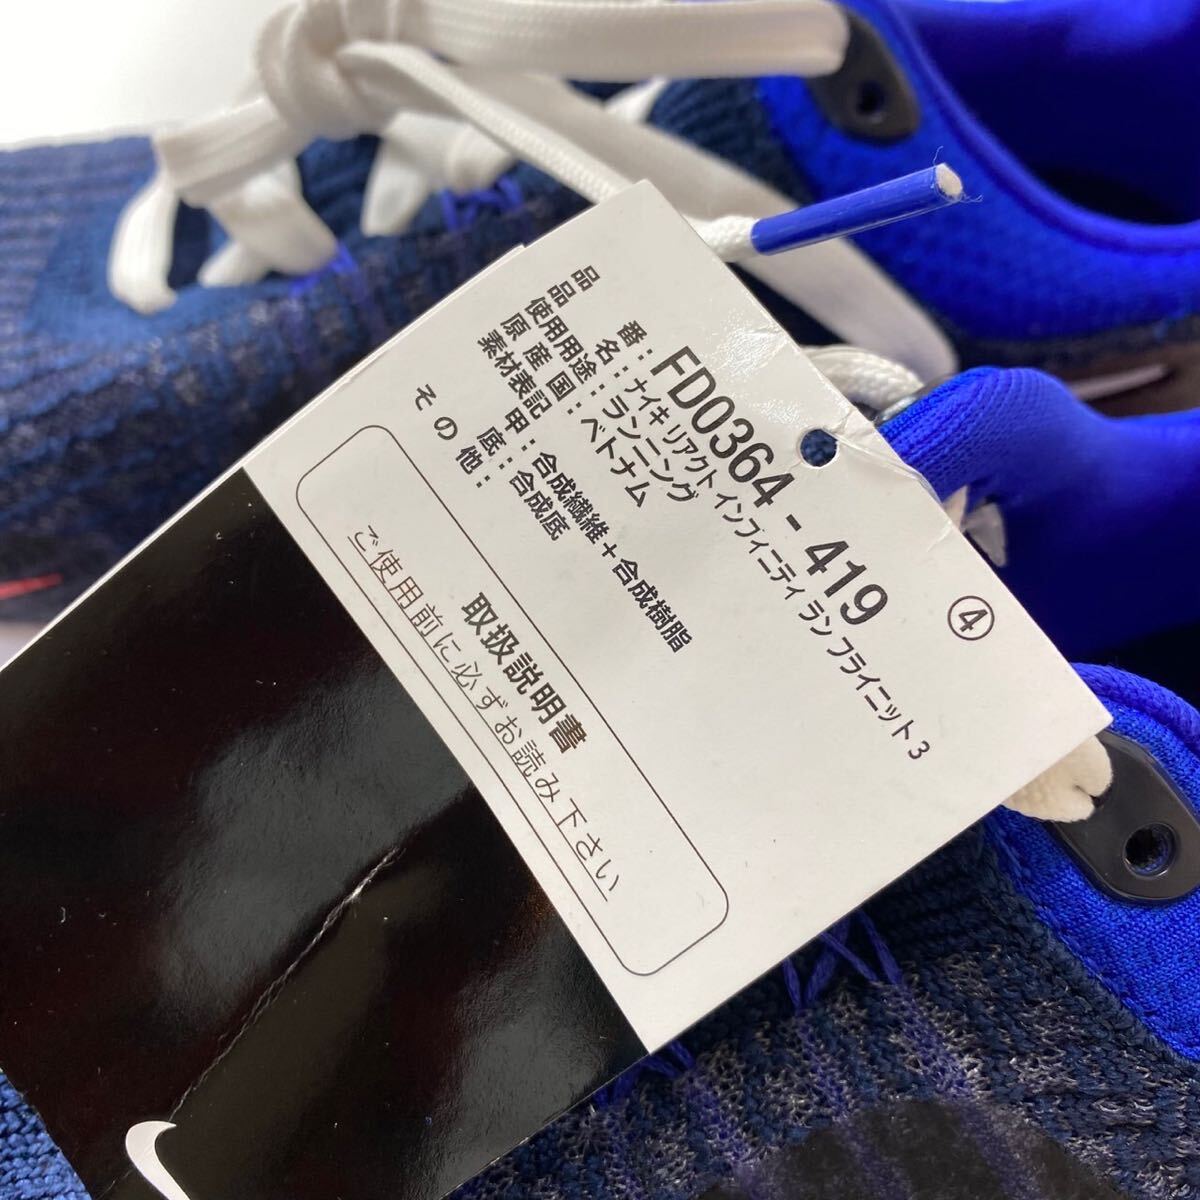 ④
品番：FD0364 - 419
品名：ナイキ リアクト インフィニティ ラン フライニット 3
使用用途：ランニング
原産国：ベトナム
素材表記 甲：合成繊維＋合成樹脂
底：合成底
その他：
取扱説明書
ご使用前に必ずお読み下さい